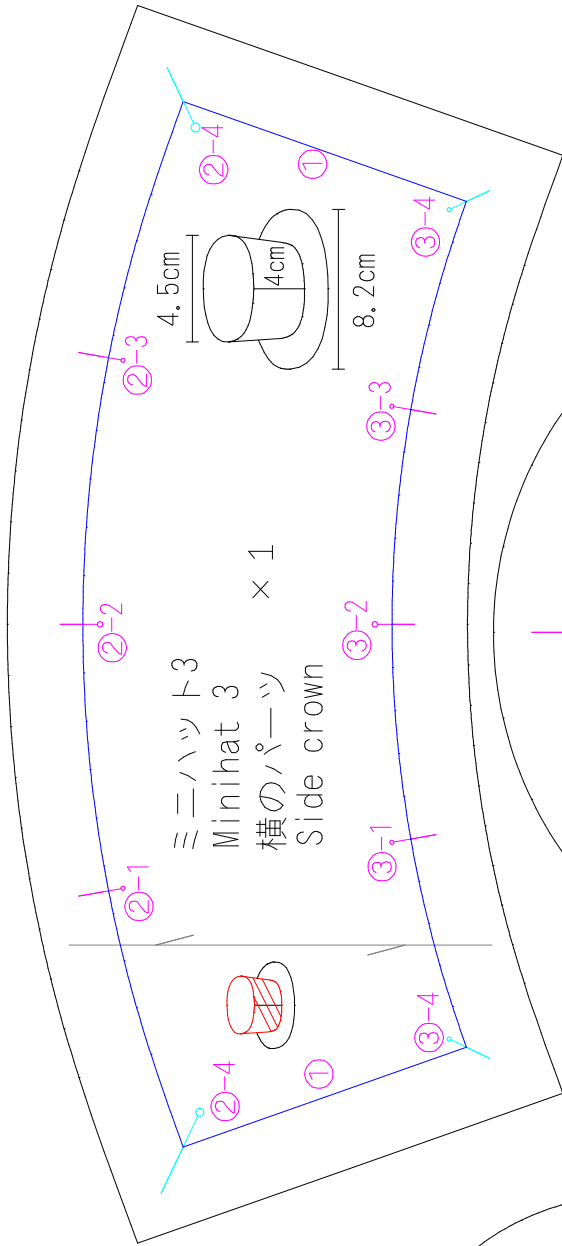 ミニハット3
Minihat 3
横のパーツ
Side crown
×1
4.5cm
4cm
8.2cm
①
①
②-1
②-2
②-3
②-4
②-4
③-1
③-2
③-3
③-4
③-4